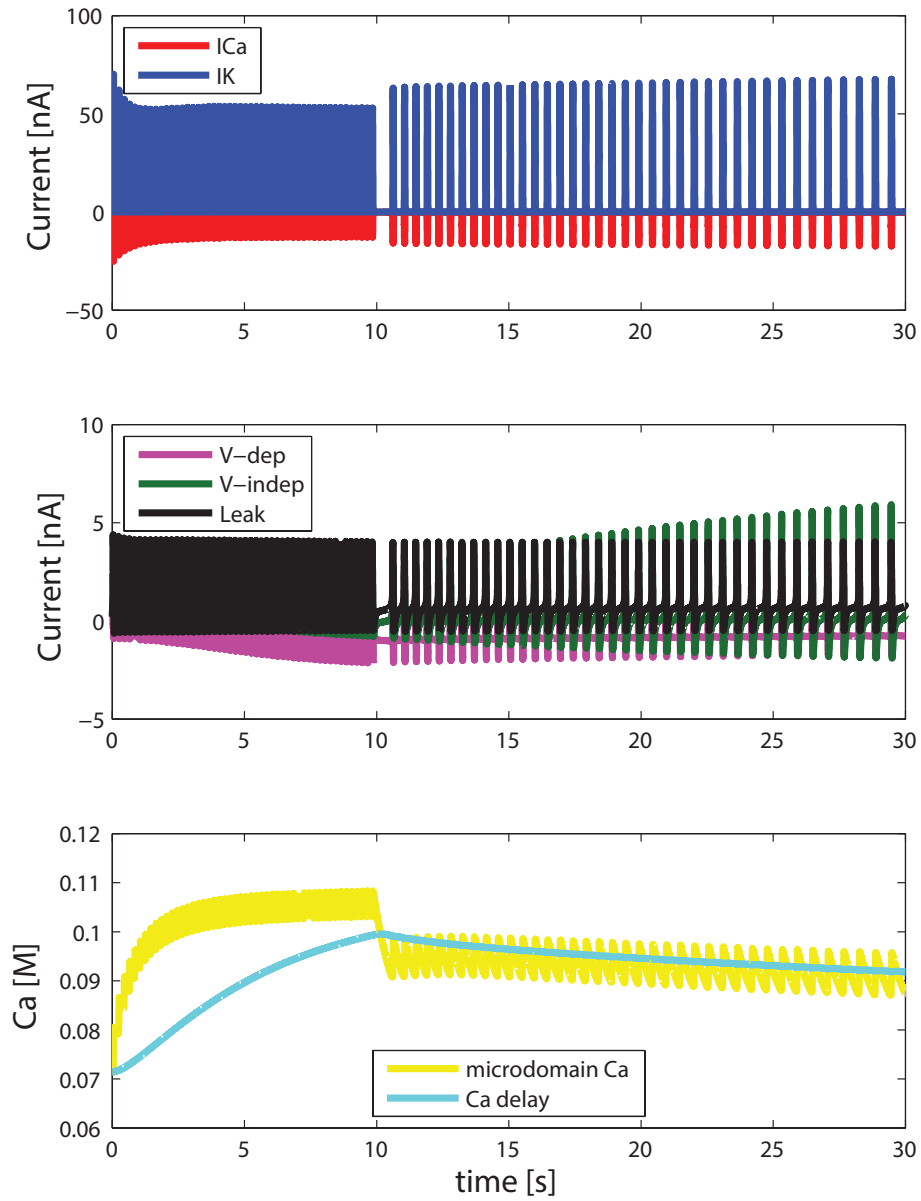 100
ICa
IK
50
Current [nA]
0
−50
0 5 10 15 20 25 30
10
V−dep
V−indep
Leak
5
Current [nA]
0
−5
0 5 10 15 20 25 30
0.12
0.11
0.1
Ca [M]
0.09
0.08
microdomain Ca
0.07
Ca delay
0.06
0 5 10 15 20 25 30
time [s]